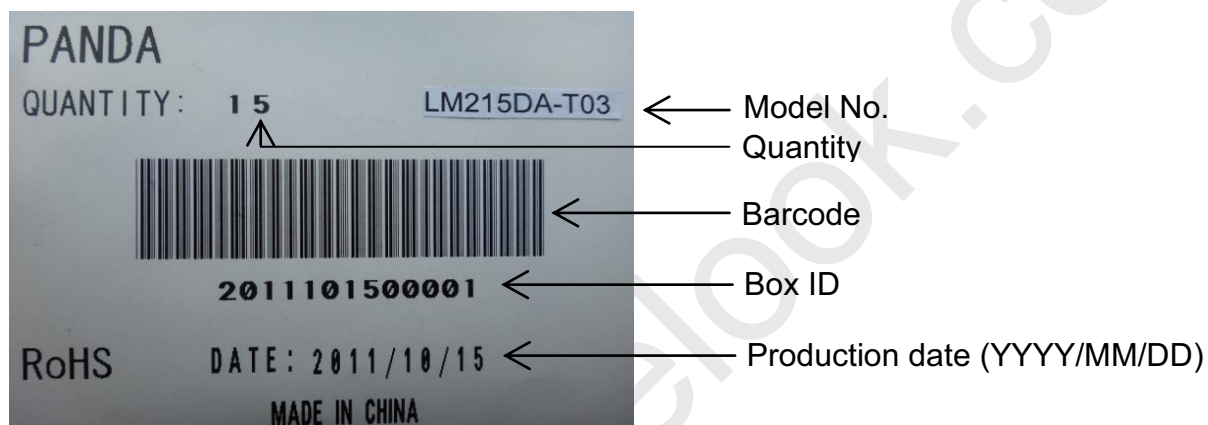 PANDA
QUANTITY: 15 LM215DA-T03 Model No.
Quantity
Barcode
2011101500001 Box ID
RoHS DATE: 2011/10/15 Production date (YYYY/MM/DD)
MADE IN CHINA